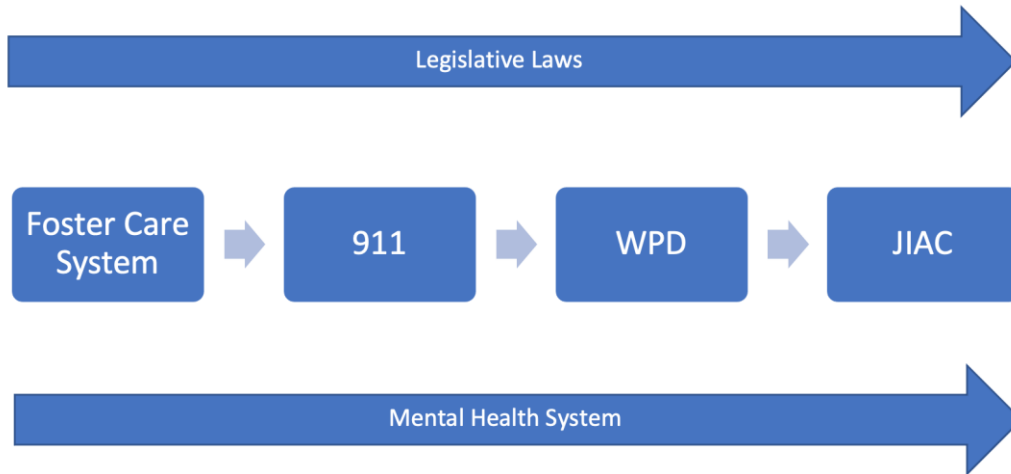 Legislative Laws
Foster Care
System
911
WPD
JIAC
Mental Health System